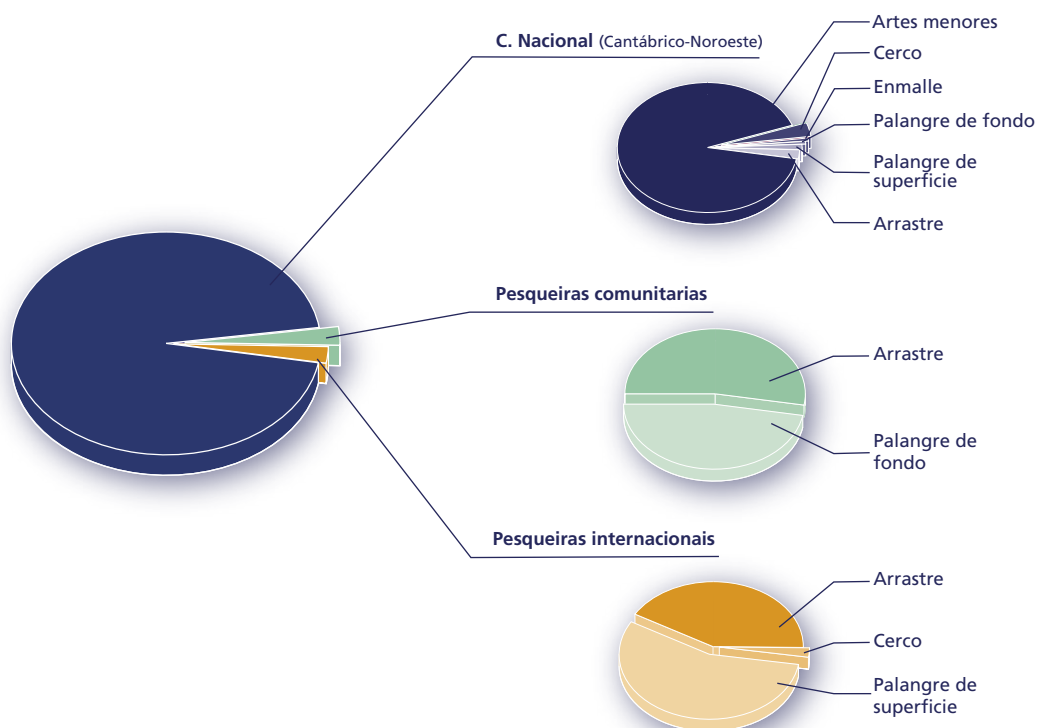 C. Nacional (Cantábrico-Noroeste)
Artes menores
Cerco
Enmalle
Palangre de fondo
Palangre de
superficie
Arrastre
Pesqueiras comunitarias
Arrastre
Palangre de
fondo
Pesqueiras internacionais
Arrastre
Cerco
Palangre de
superficie